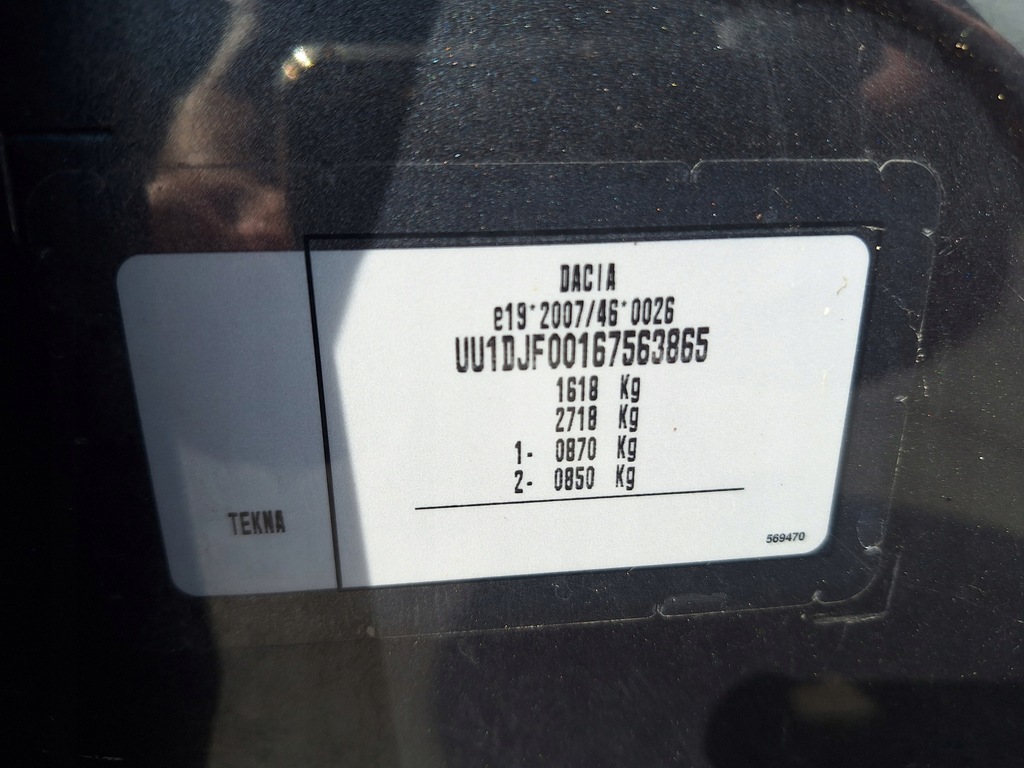 DACIA
e19*2007/46*0026
UU1DJF00167563865
1618 Kg
2718 Kg
1- 0870 Kg
2- 0850 Kg
TEKNA
569470